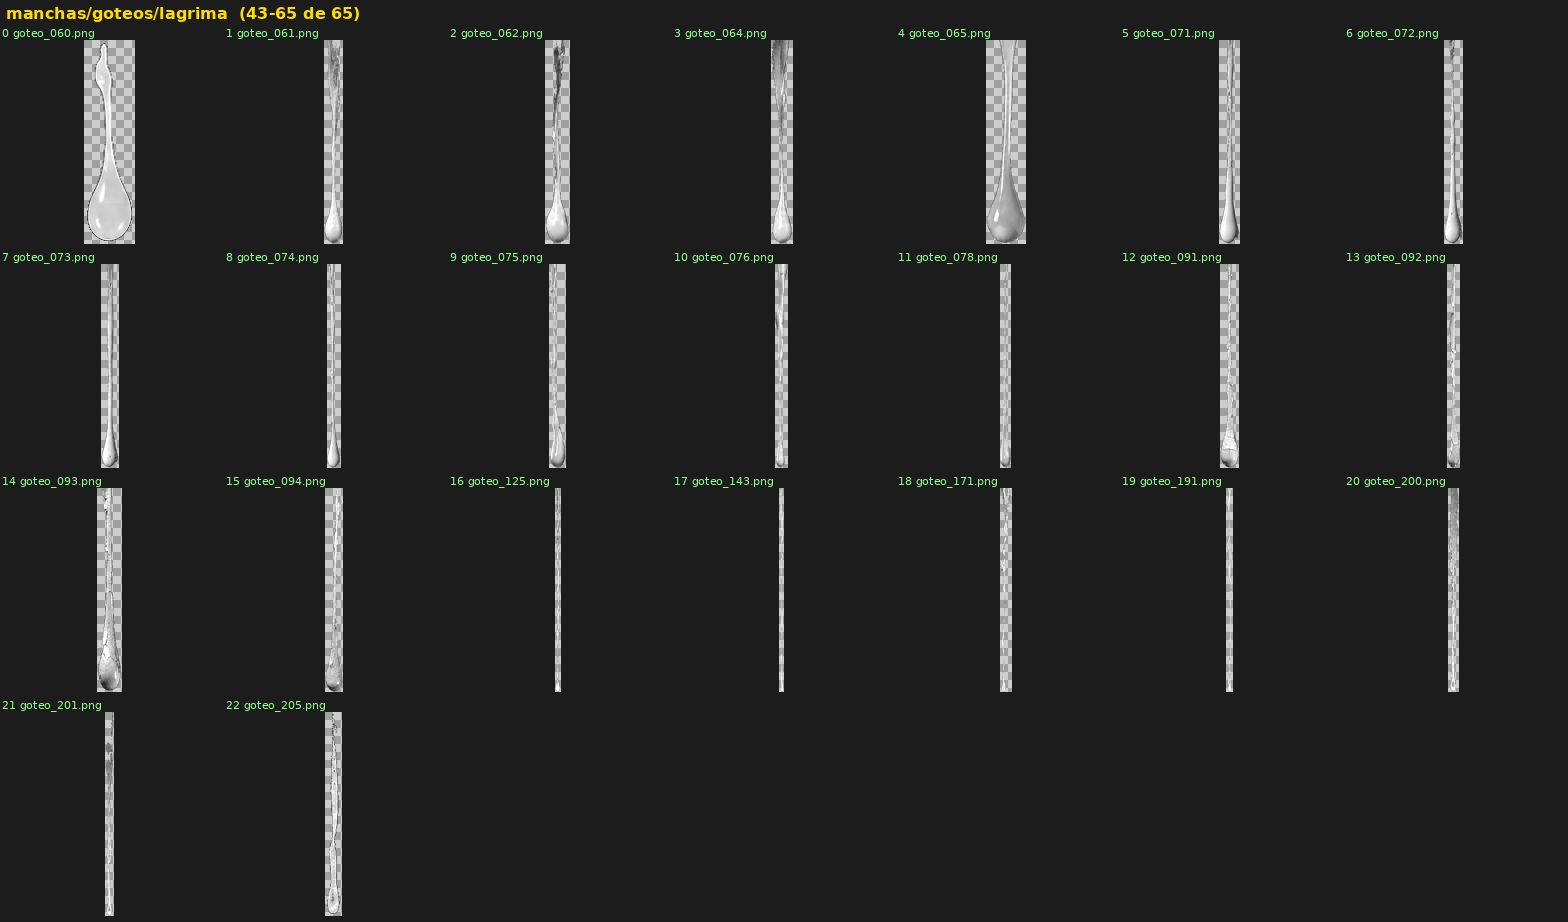 manchas/goteos/lagrima (43-65 de 65)
0 goteo_060.png
1 goteo_061.png
2 goteo_062.png
3 goteo_064.png
4 goteo_065.png
5 goteo_071.png
6 goteo_072.png
7 goteo_073.png
8 goteo_074.png
9 goteo_075.png
10 goteo_076.png
11 goteo_078.png
12 goteo_091.png
13 goteo_092.png
14 goteo_093.png
15 goteo_094.png
16 goteo_125.png
17 goteo_143.png
18 goteo_171.png
19 goteo_191.png
20 goteo_200.png
21 goteo_201.png
22 goteo_205.png